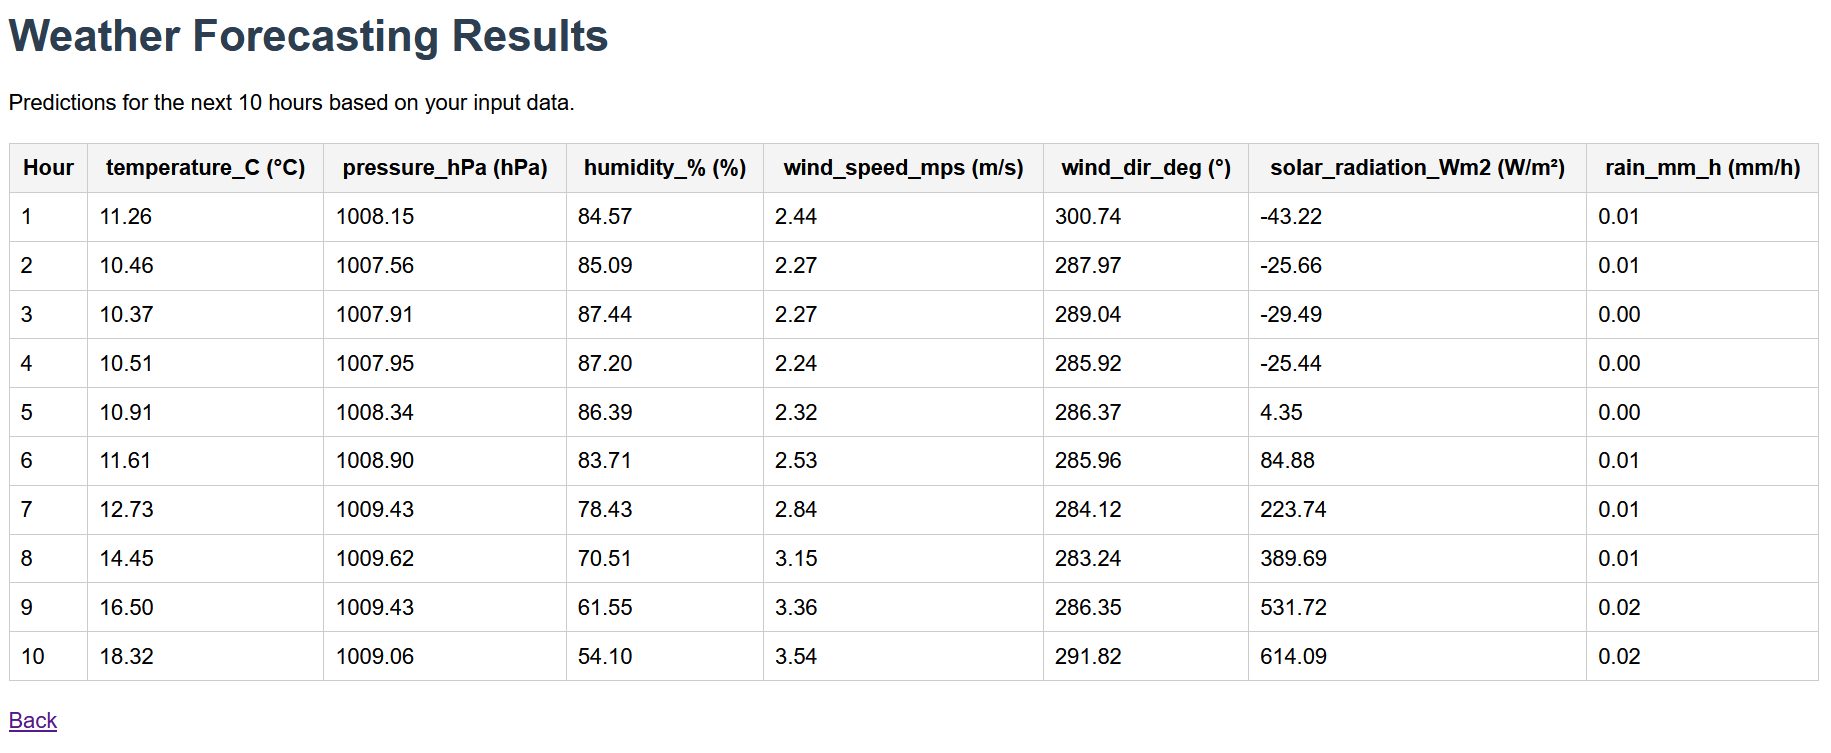 Weather Forecasting Results
Predictions for the next 10 hours based on your input data.
Hour temperature_C (°C) pressure_hPa (hPa) humidity_% (%) wind_speed_mps (m/s) wind_dir_deg (°) solar_radiation_Wm2 (W/m²) rain_mm_h (mm/h)
1 11.26 1008.15 84.57 2.44 300.74 -43.22 0.01
2 10.46 1007.56 85.09 2.27 287.97 -25.66 0.01
3 10.37 1007.91 87.44 2.27 289.04 -29.49 0.00
4 10.51 1007.95 87.20 2.24 285.92 -25.44 0.00
5 10.91 1008.34 86.39 2.32 286.37 4.35 0.00
6 11.61 1008.90 83.71 2.53 285.96 84.88 0.01
7 12.73 1009.43 78.43 2.84 284.12 223.74 0.01
8 14.45 1009.62 70.51 3.15 283.24 389.69 0.01
9 16.50 1009.43 61.55 3.36 286.35 531.72 0.02
10 18.32 1009.06 54.10 3.54 291.82 614.09 0.02
Back